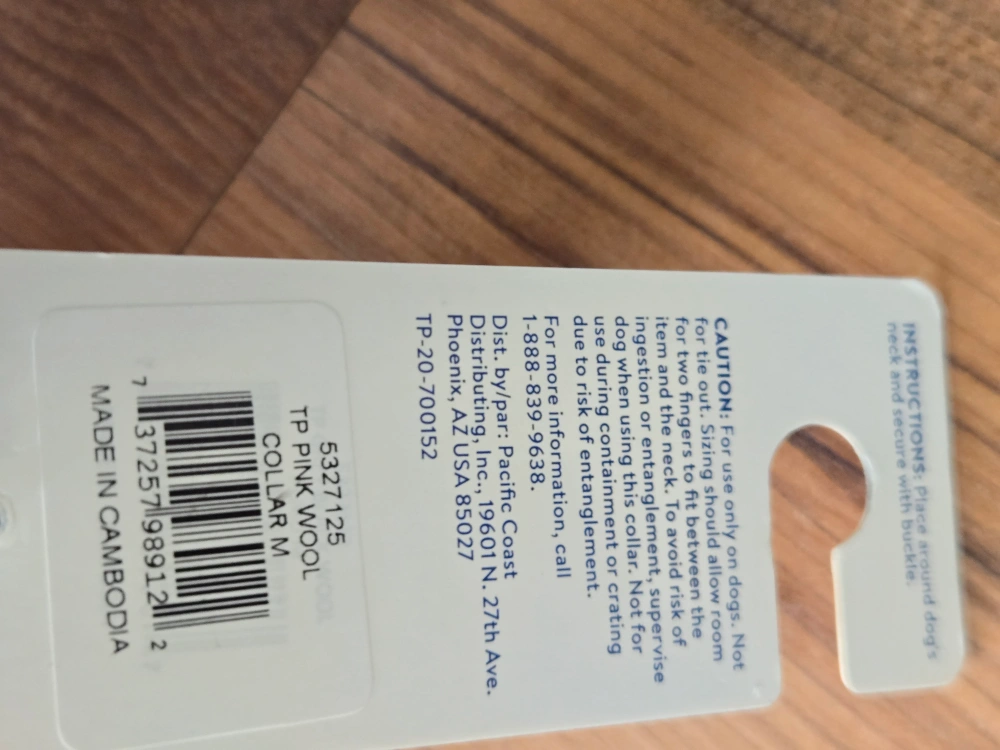 INSTRUCTIONS: Place around dog's
neck and secure with buckle.
CAUTION: For use only on dogs. Not
for tie out. Sizing should allow room
for two fingers to fit between the
item and the neck. To avoid risk of
ingestion or entanglement, supervise
dog when using this collar. Not for
use during containment or crating
due to risk of entanglement.
For more information, call
1-888-839-9638.
Dist. by/par: Pacific Coast
Distributing, Inc., 19601 N. 27th Ave.
Phoenix, AZ USA 85027
TP-20-700152
5327125
TP PINK WOOL
COLLAR M
7 37257 98912 2
MADE IN CAMBODIA